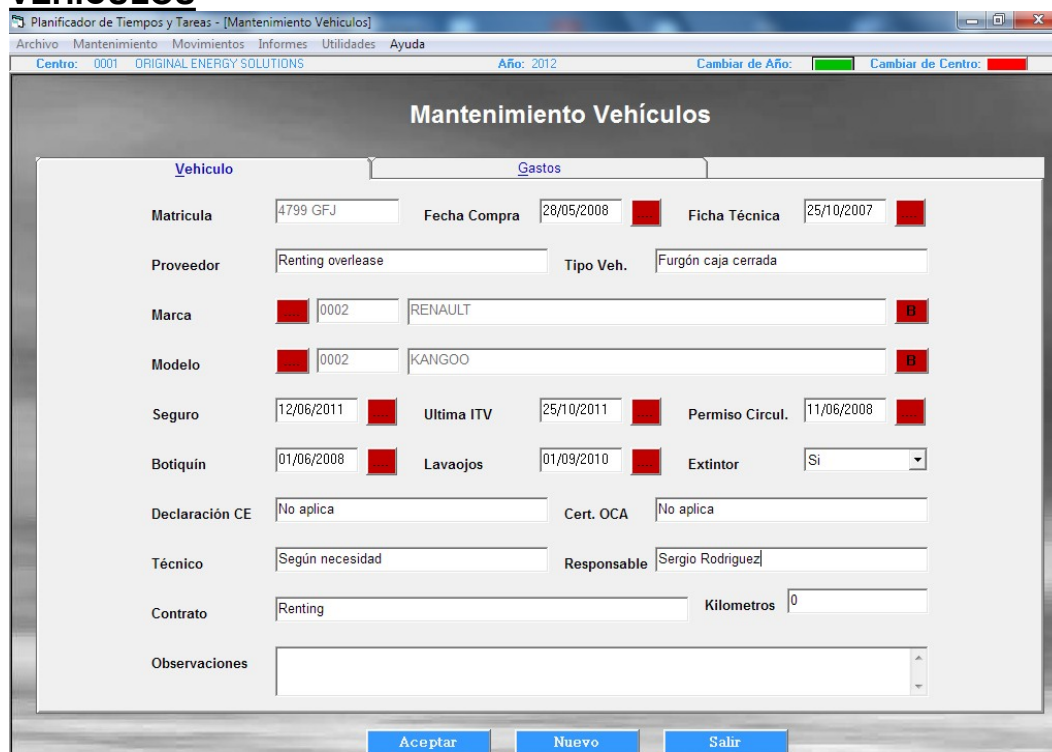 VEHICULOS
Planificador de Tiempos y Tareas - [Mantenimiento Vehiculos]
Archivo Mantenimiento Movimientos Informes Utilidades Ayuda
Centro: 0001 ORIGINAL ENERGY SOLUTIONS Año: 2012 Cambiar de Año: Cambiar de Centro:
Mantenimiento Vehículos
Vehiculo Gastos
Matricula 4799 GFJ Fecha Compra 28/05/2008 .... Ficha Técnica 25/10/2007 ....
Proveedor Renting overlease Tipo Veh. Furgón caja cerrada
Marca .... 0002 RENAULT B
Modelo .... 0002 KANGOO B
Seguro 12/06/2011 .... Ultima ITV 25/10/2011 .... Permiso Circul. 11/06/2008 ....
Botiquín 01/06/2008 .... Lavaojos 01/09/2010 .... Extintor Si
Declaración CE No aplica Cert. OCA No aplica
Técnico Según necesidad Responsable Sergio Rodriguez
Contrato Renting Kilometros 0
Observaciones
Aceptar Nuevo Salir